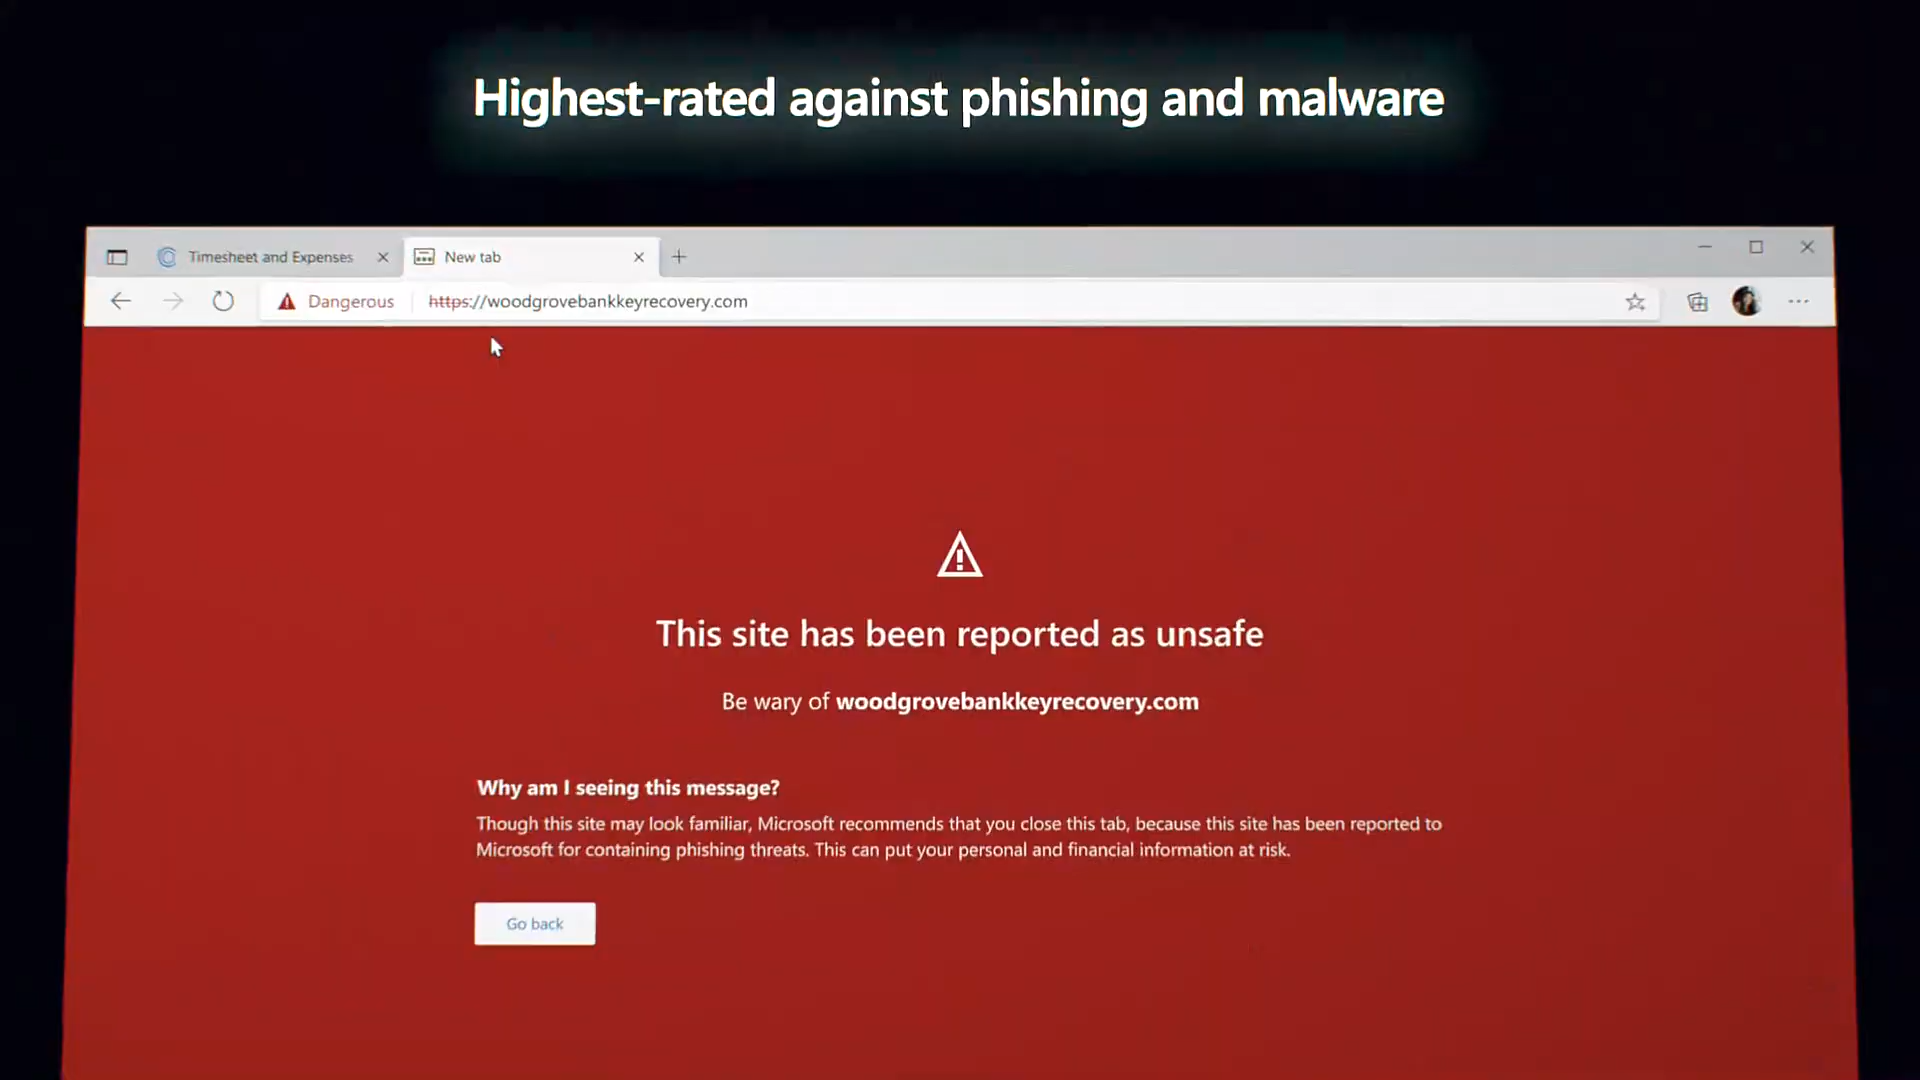 Highest-rated against phishing and malware
Timesheet and Expenses
New tab
Dangerous
https://woodgrovebankkeyrecovery.com
This site has been reported as unsafe
Be wary of woodgrovebankkeyrecovery.com
Why am I seeing this message?
Though this site may look familiar, Microsoft recommends that you close this tab, because this site has been reported to
Microsoft for containing phishing threats. This can put your personal and financial information at risk.
Go back